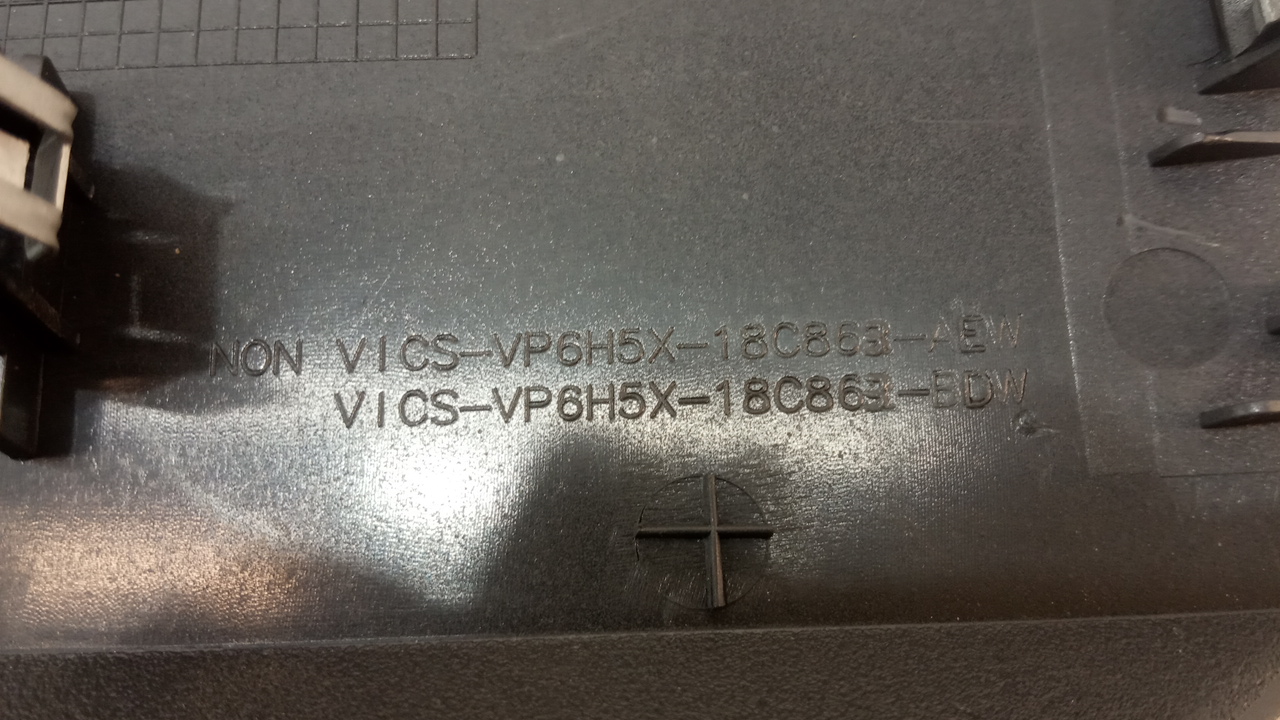 NON VICS-VP6H5X-18C863-AEW
VICS-VP6H5X-18C863-BDW